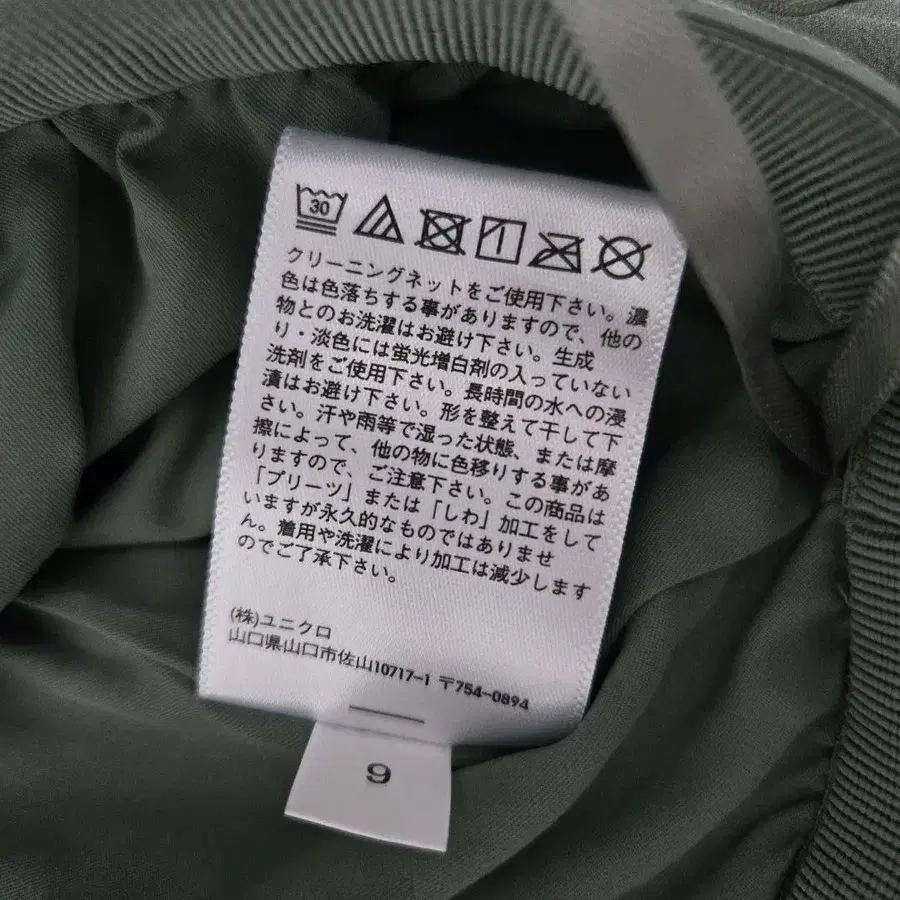 30
クリーニングネットをご使用下さい。濃
色は色落ちする事がありますので、他の
物とのお洗濯はお避け下さい。生成
り・淡色には蛍光増白剤の入っていない
洗剤をご使用下さい。長時間の水への浸
漬はお避け下さい。形を整えて干して下
さい。汗や雨等で湿った状態、または摩
擦によって、他の物に色移りする事があ
りますので、ご注意下さい。この商品は
「プリーツ」または「しわ」加工をして
いますが永久的なものではありませ
ん。着用や洗濯により加工は減少します
のでご了承下さい。
(株)ユニクロ
山口県山口市佐山10717-1 〒754-0894
9